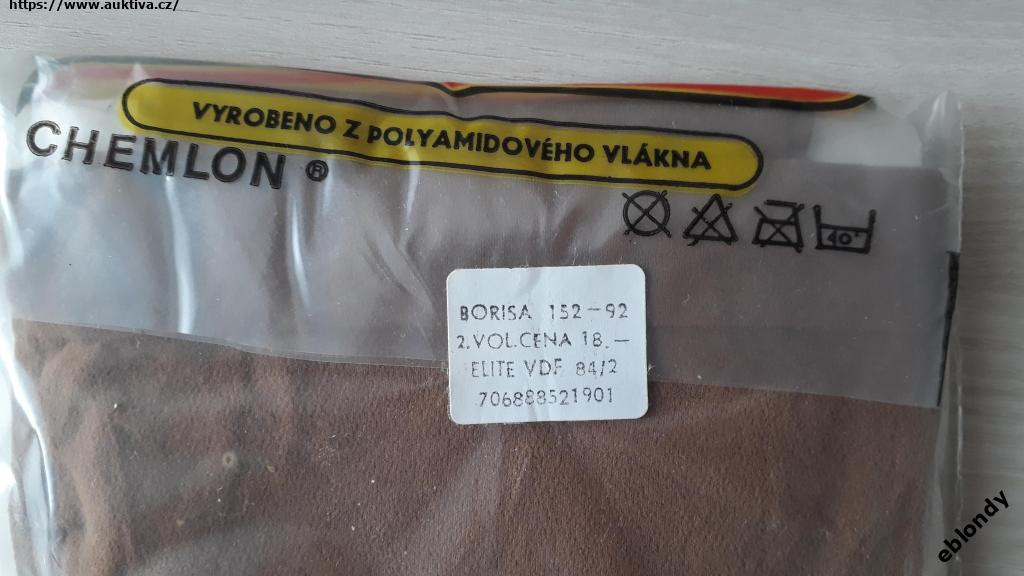 https://www.auktiva.cz/
VYROBENO Z POLYAMIDOVÉHO VLÁKNA
CHEMLON ®
40°
BORISA 152-92
2.VOL.CENA 18.-
ELITE VDF 84/2
706888521901
eblondy